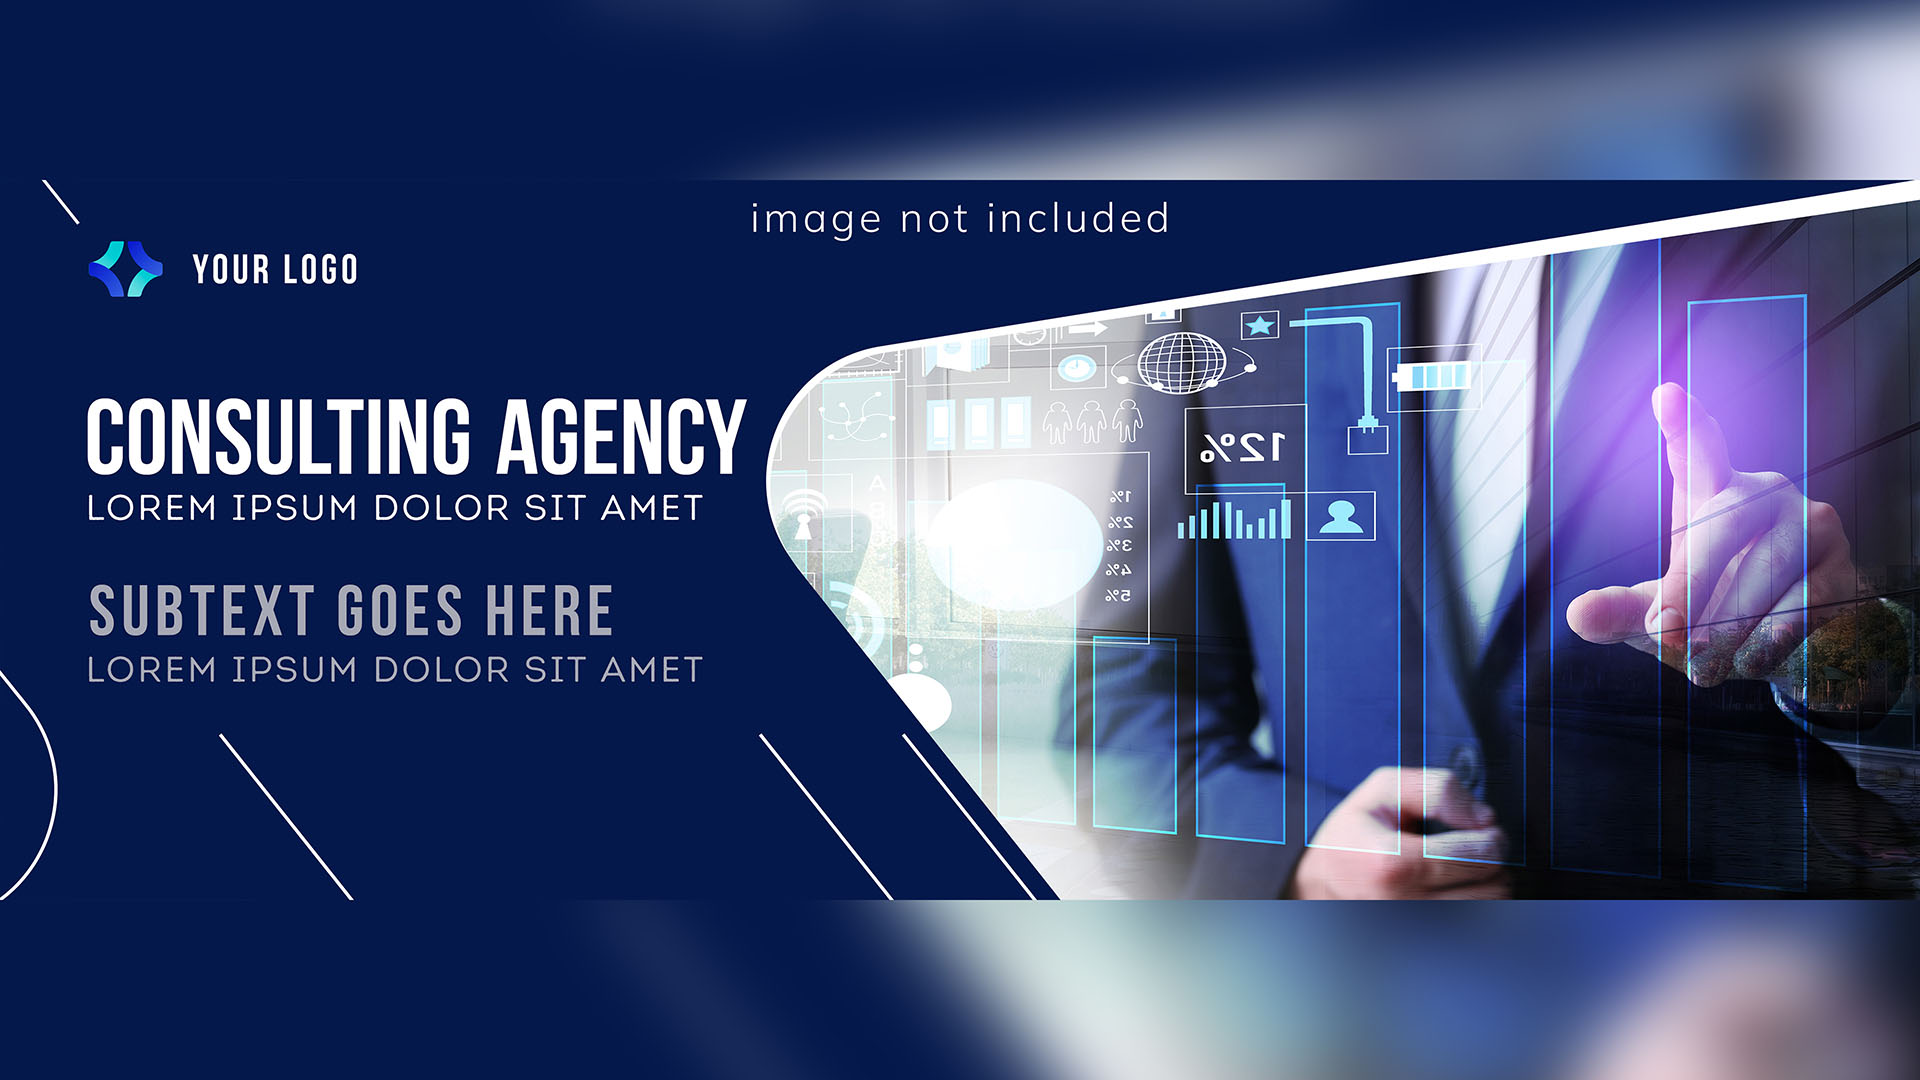 image not included
YOUR LOGO
CONSULTING AGENCY
LOREM IPSUM DOLOR SIT AMET
SUBTEXT GOES HERE
LOREM IPSUM DOLOR SIT AMET
A
12%
1%
2%
3%
4%
5%